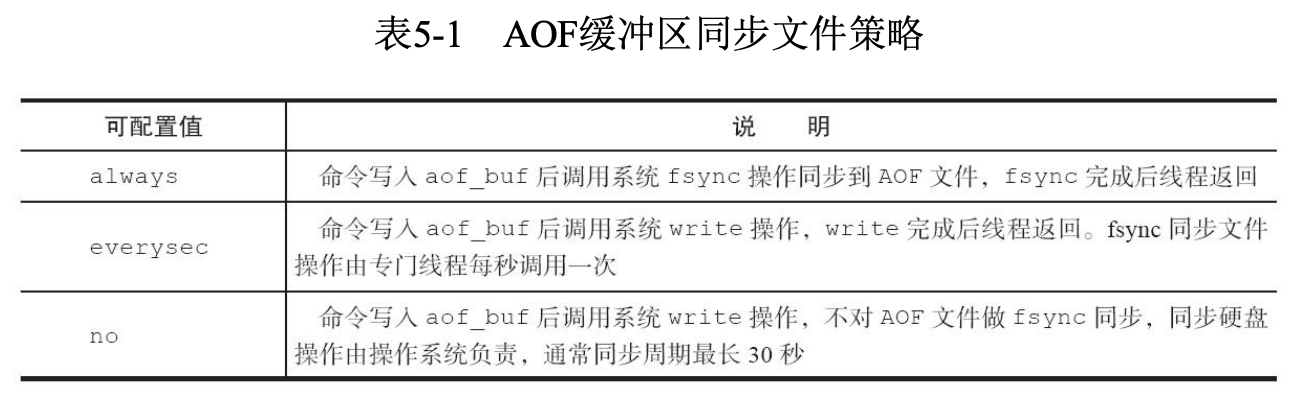 表5-1 AOF缓冲区同步文件策略
可配置值 说 明
always 命令写入 aof_buf 后调用系统 fsync 操作同步到 AOF 文件，fsync 完成后线程返回
everysec 命令写入 aof_buf 后调用系统 write 操作，write 完成后线程返回。fsync 同步文件
操作由专门线程每秒调用一次
no 命令写入 aof_buf 后调用系统 write 操作，不对 AOF 文件做 fsync 同步，同步硬盘
操作由操作系统负责，通常同步周期最长 30 秒